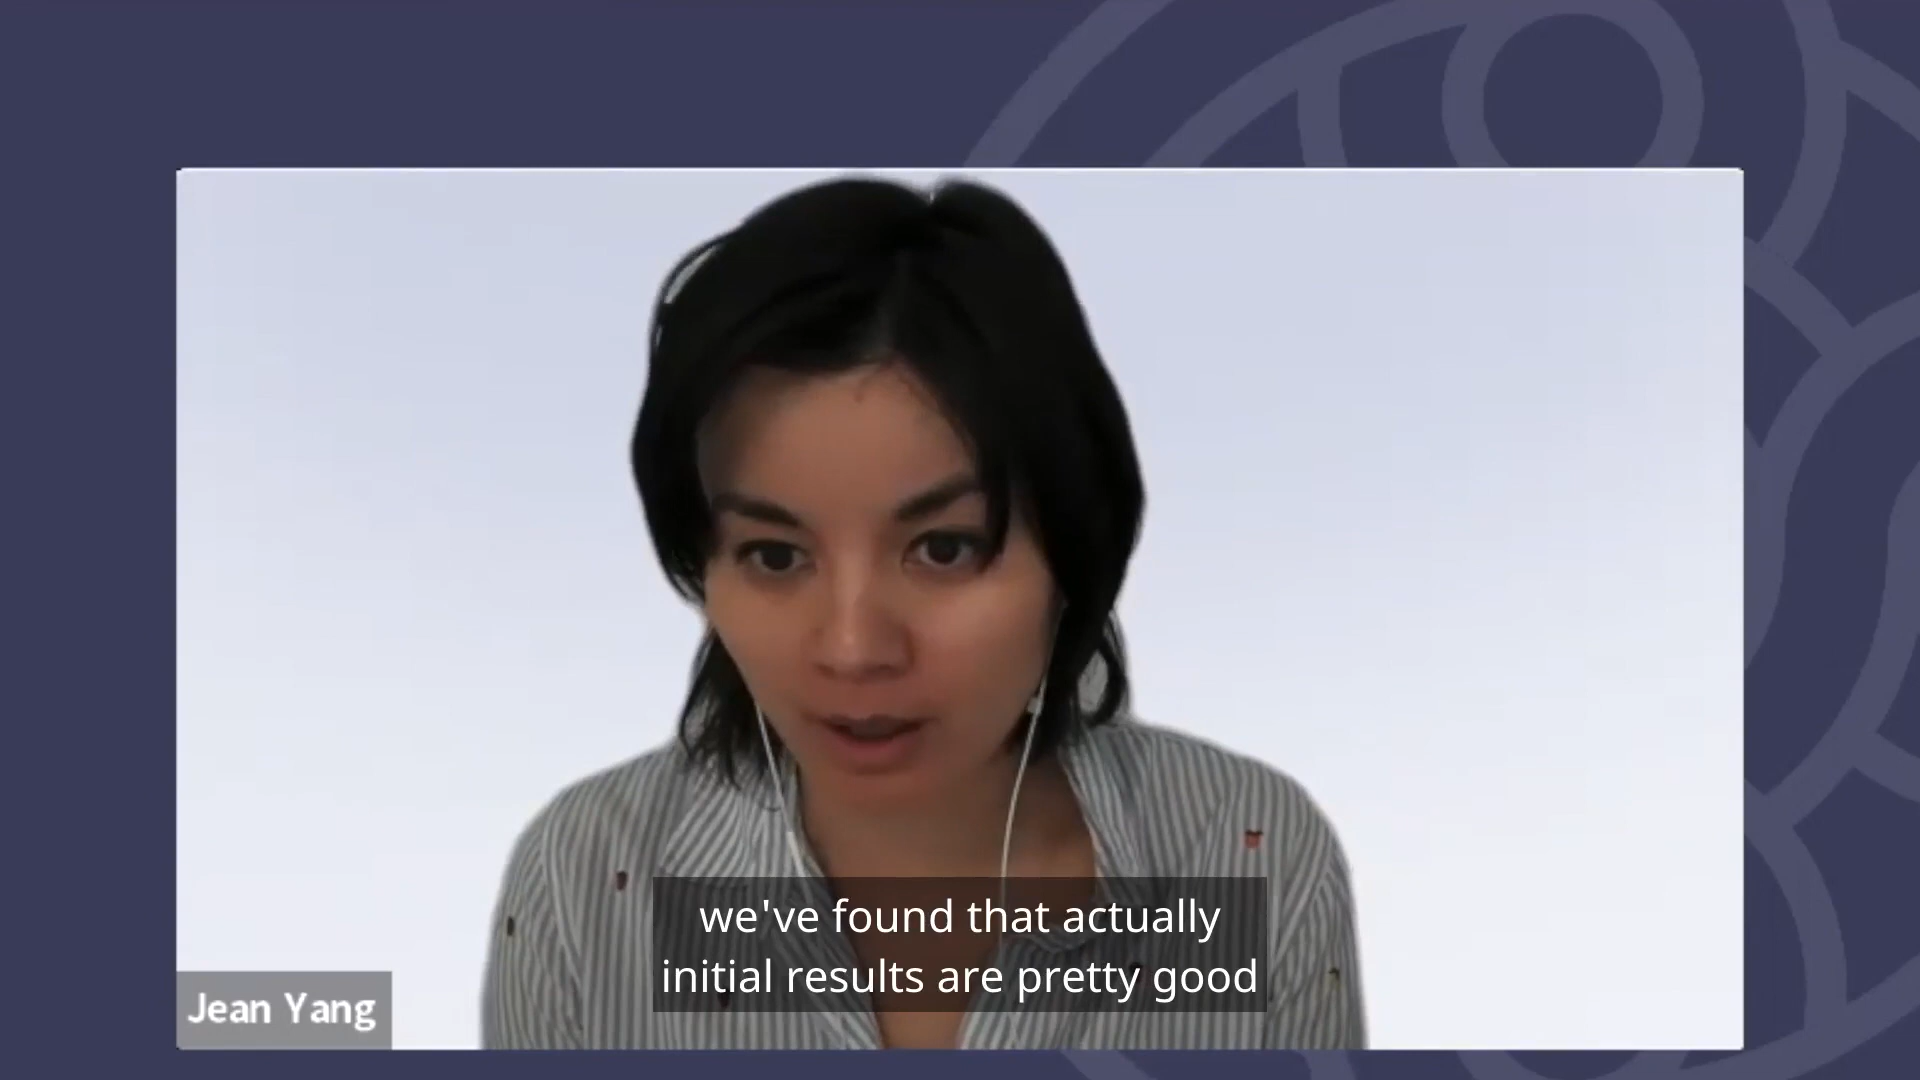 we've found that actually
initial results are pretty good
Jean Yang